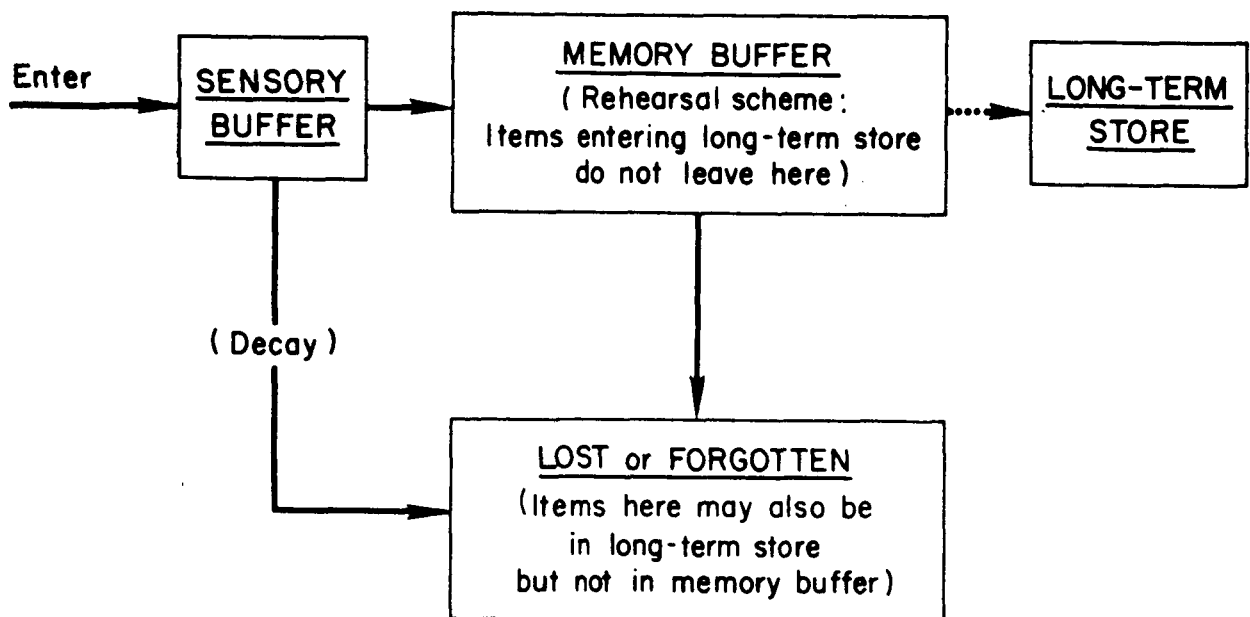 Enter
SENSORY
BUFFER
MEMORY BUFFER
( Rehearsal scheme:
Items entering long-term store
do not leave here )
LONG-TERM
STORE
( Decay )
LOST or FORGOTTEN
(Items here may also be
in long-term store
but not in memory buffer)